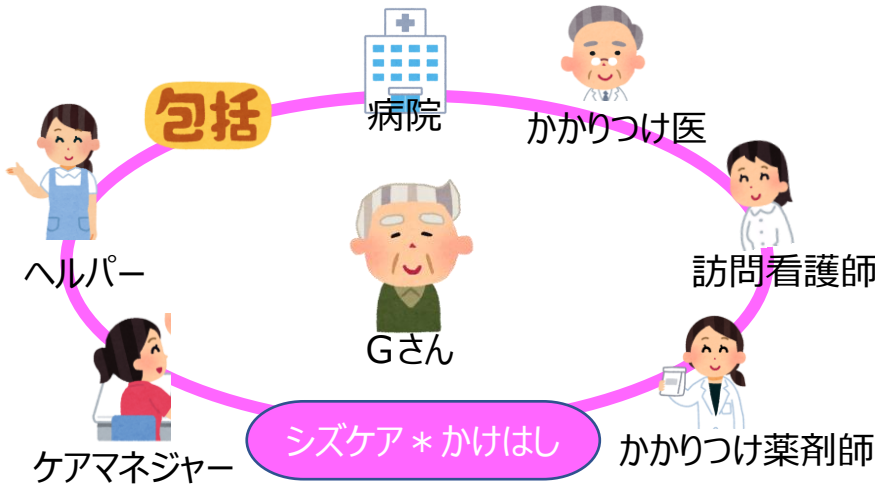 包括
病院
かかりつけ医
ヘルパー
訪問看護師
Gさん
ケアマネジャー
シズケア＊かけはし
かかりつけ薬剤師